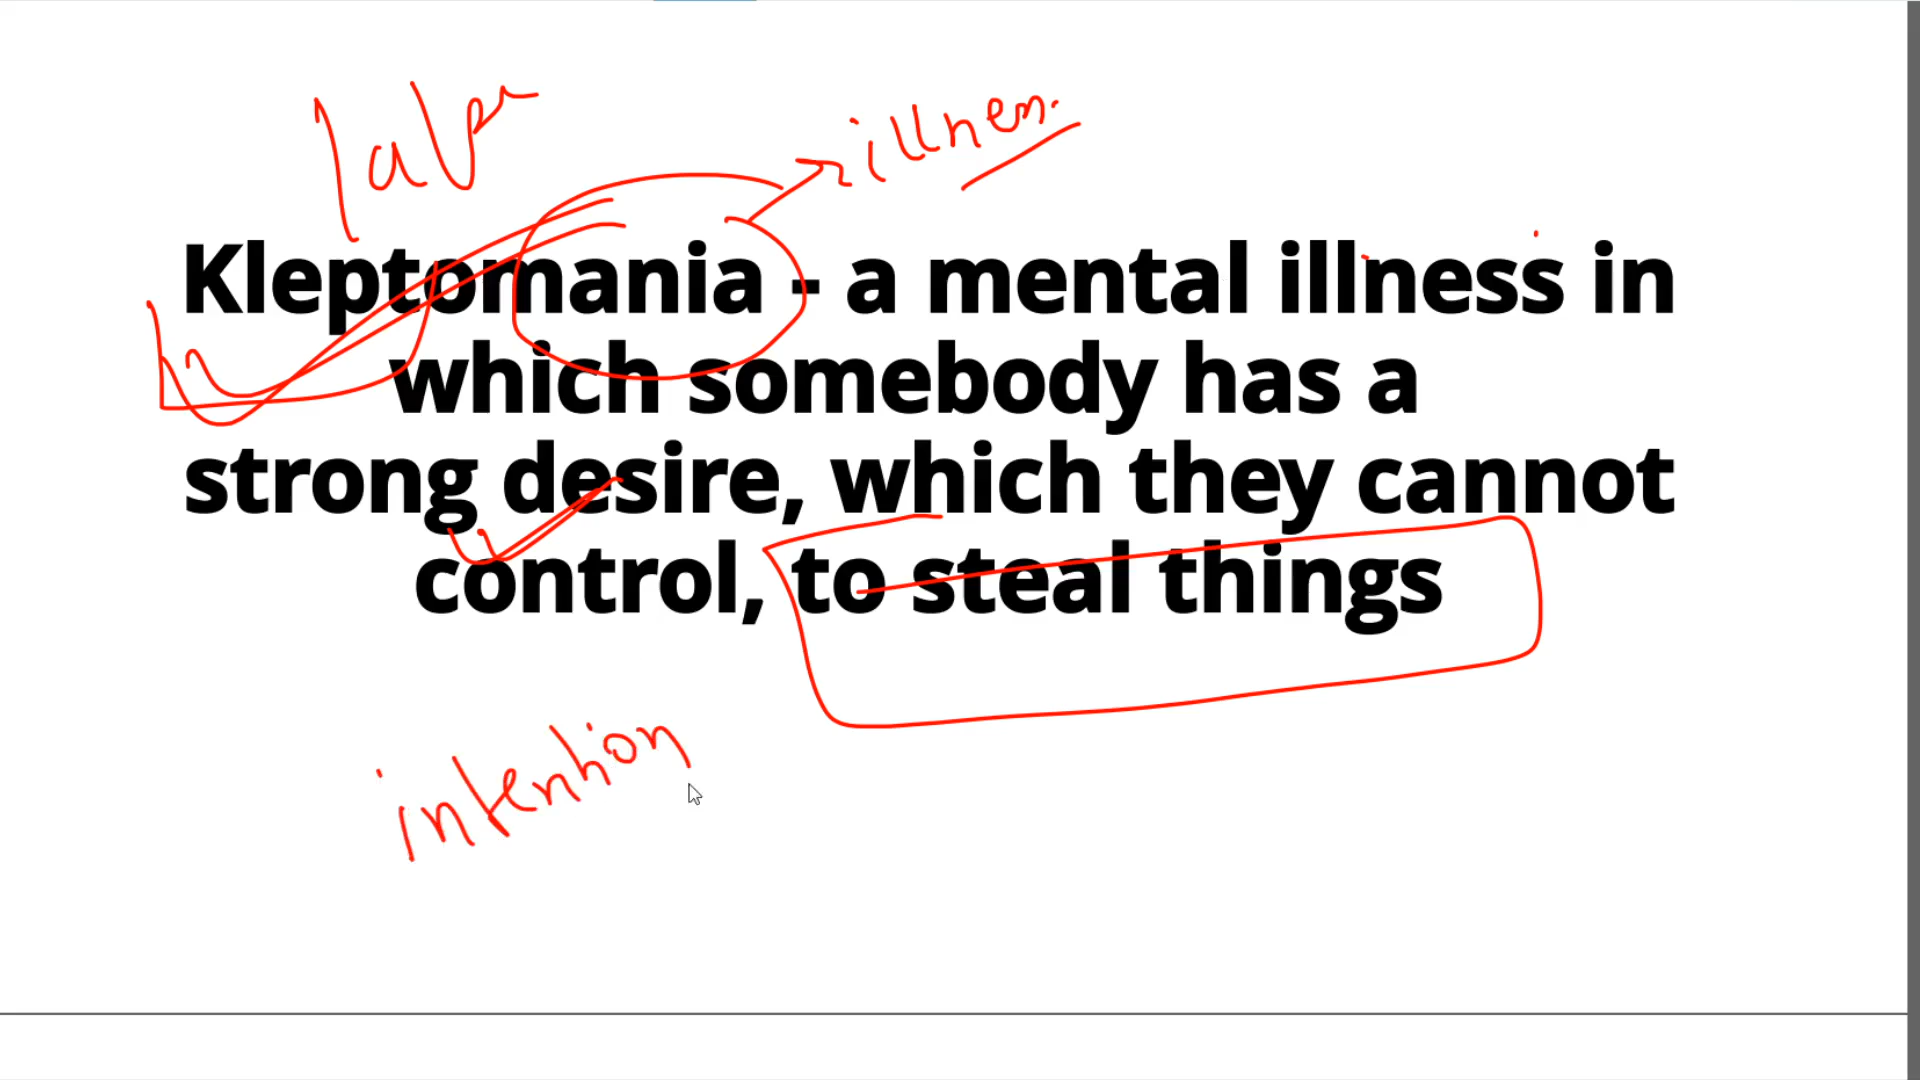 illness.
Kleptomania - a mental illness in
which somebody has a
strong desire, which they cannot
control, to steal things
intention